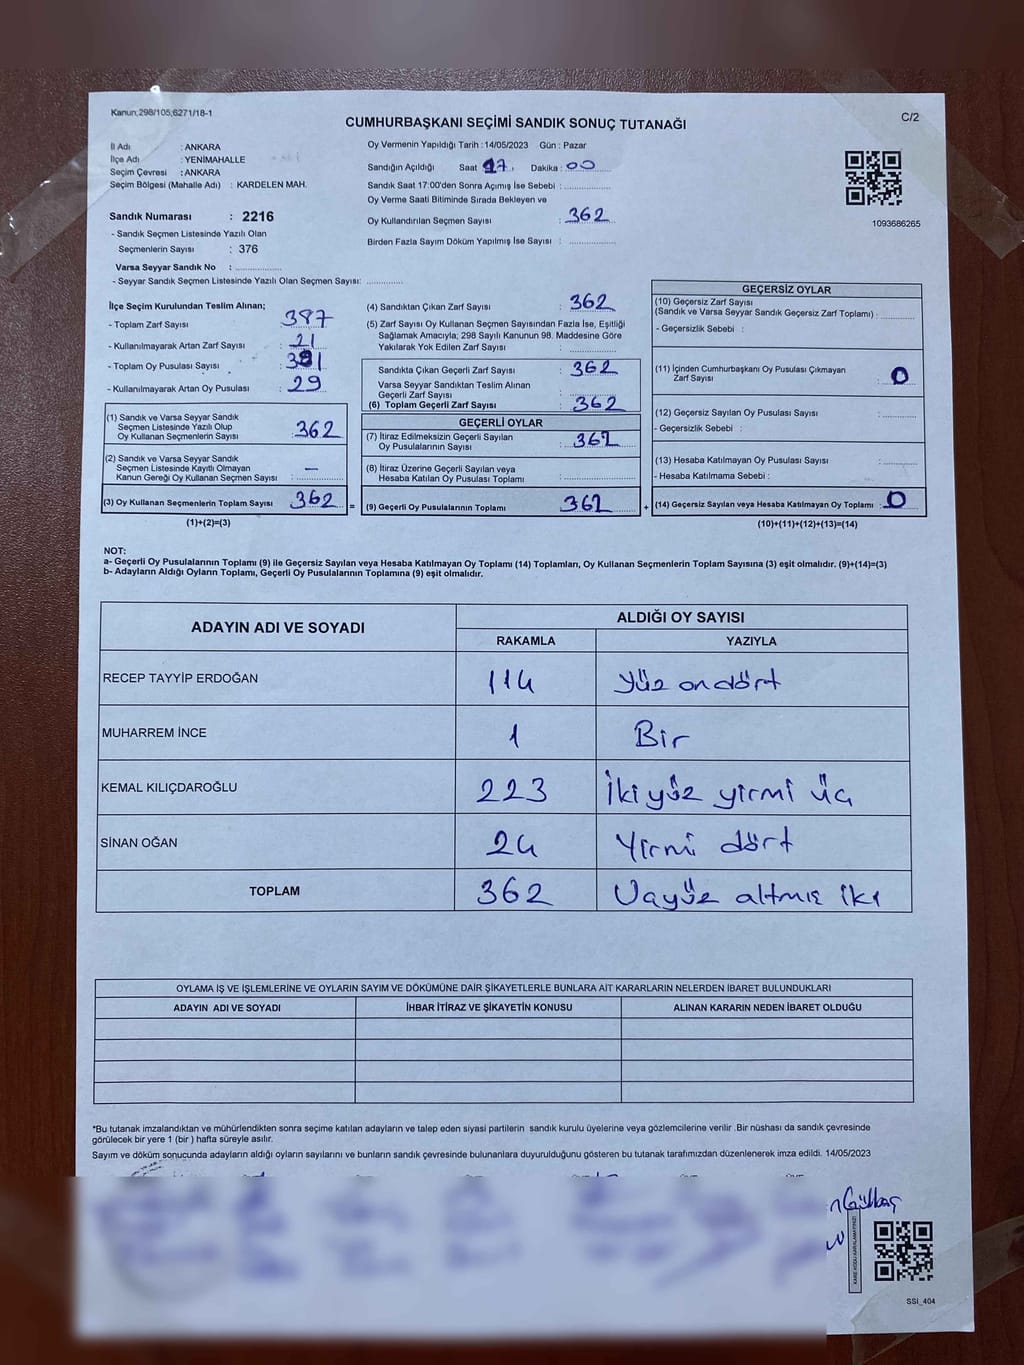 Kanun;298/105;6271/18-1
C/2
CUMHURBAŞKANI SEÇİMİ SANDIK SONUÇ TUTANAĞI
İl Adı : ANKARA
İlçe Adı : YENİMAHALLE
Seçim Çevresi : ANKARA
Seçim Bölgesi (Mahalle Adı) : KARDELEN MAH.
Sandık Numarası : 2216
- Sandık Seçmen Listesinde Yazılı Olan
Seçmenlerin Sayısı : 376
Varsa Seyyar Sandık No : ................
- Seyyar Sandık Seçmen Listesinde Yazılı Olan Seçmen Sayısı: .............
Oy Vermenin Yapıldığı Tarih :14/05/2023 Gün : Pazar
Sandığın Açıldığı Saat 17 Dakika : 00
Sandık Saat 17:00'den Sonra Açımış İse Sebebi : ................
Oy Verme Saati Bitiminde Sırada Bekleyen ve
Oy Kullandırılan Seçmen Sayısı : 362
Birden Fazla Sayım Döküm Yapılmış İse Sayısı : ................
1093686265
İlçe Seçim Kurulundan Teslim Alınan;
- Toplam Zarf Sayısı : 387
- Kullanılmayarak Artan Zarf Sayısı : 21
- Toplam Oy Pusulası Sayısı : 391
- Kullanılmayarak Artan Oy Pusulası : 29
(1) Sandık ve Varsa Seyyar Sandık
Seçmen Listesinde Yazılı Olup
Oy Kullanan Seçmenlerin Sayısı : 362
(2) Sandık ve Varsa Seyyar Sandık
Seçmen Listesinde Kayıtlı Olmayan
Kanun Gereği Oy Kullanan Seçmen Sayısı : —
(3) Oy Kullanan Seçmenlerin Toplam Sayısı 362
(1)+(2)=(3)
=
(4) Sandıktan Çıkan Zarf Sayısı : 362
(5) Zarf Sayısı Oy Kullanan Seçmen Sayısından Fazla İse, Eşitliği
Sağlamak Amacıyla; 298 Sayılı Kanunun 98. Maddesine Göre
Yakılarak Yok Edilen Zarf Sayısı : ................
Sandıkta Çıkan Geçerli Zarf Sayısı : 362
Varsa Seyyar Sandıktan Teslim Alınan
Geçerli Zarf Sayısı : ................
(6) Toplam Geçerli Zarf Sayısı : 362
GEÇERLİ OYLAR
(7) İtiraz Edilmeksizin Geçerli Sayılan
Oy Pusulalarının Sayısı : 362
(8) İtiraz Üzerine Geçerli Sayılan veya
Hesaba Katılan Oy Pusulası Toplamı : ................
(9) Geçerli Oy Pusulalarının Toplamı : 362
+
GEÇERSİZ OYLAR
(10) Geçersiz Zarf Sayısı
(Sandık ve Varsa Seyyar Sandık Geçersiz Zarf Toplamı) : .............
- Geçersizlik Sebebi :
(11) İçinden Cumhurbaşkanı Oy Pusulası Çıkmayan
Zarf Sayısı : 0
(12) Geçersiz Sayılan Oy Pusulası Sayısı : .............
- Geçersizlik Sebebi :
(13) Hesaba Katılmayan Oy Pusulası Sayısı : .............
- Hesaba Katılmama Sebebi :
(14) Geçersiz Sayılan veya Hesaba Katılmayan Oy Toplamı : 0
(10)+(11)+(12)+(13)=(14)
NOT:
a- Geçerli Oy Pusulalarının Toplamı (9) ile Geçersiz Sayılan veya Hesaba Katılmayan Oy Toplamı (14) Toplamları, Oy Kullanan Seçmenlerin Toplam Sayısına (3) eşit olmalıdır. (9)+(14)=(3)
b- Adayların Aldığı Oyların Toplamı, Geçerli Oy Pusulalarının Toplamına (9) eşit olmalıdır.
ADAYIN ADI VE SOYADI
ALDIĞI OY SAYISI
RAKAMLA YAZIYLA
RECEP TAYYİP ERDOĞAN 114 Yüz ondört
MUHARREM İNCE 1 Bir
KEMAL KILIÇDAROĞLU 223 İkiyüz yirmi üç
SİNAN OĞAN 24 Yirmi dört
TOPLAM 362 Üçyüz altmış iki
OYLAMA İŞ VE İŞLEMLERİNE VE OYLARIN SAYIM VE DÖKÜMÜNE DAİR ŞİKAYETLERLE BUNLARA AİT KARARLARIN NELERDEN İBARET BULUNDUKLARI
ADAYIN ADI VE SOYADI İHBAR İTİRAZ VE ŞİKAYETİN KONUSU ALINAN KARARIN NEDEN İBARET OLDUĞU
*Bu tutanak imzalandıktan ve mühürlendikten sonra seçime katılan adayların ve talep eden siyasi partilerin sandık kurulu üyelerine veya gözlemcilerine verilir .Bir nüshası da sandık çevresinde
görülecek bir yere 1 (bir ) hafta süreyle asılır.
Sayım ve döküm sonucunda adayların aldığı oyların sayılarını ve bunların sandık çevresinde bulunanlara duyurulduğunu gösteren bu tutanak tarafımızdan düzenlenerek imza edildi. 14/05/2023
SSİ_404